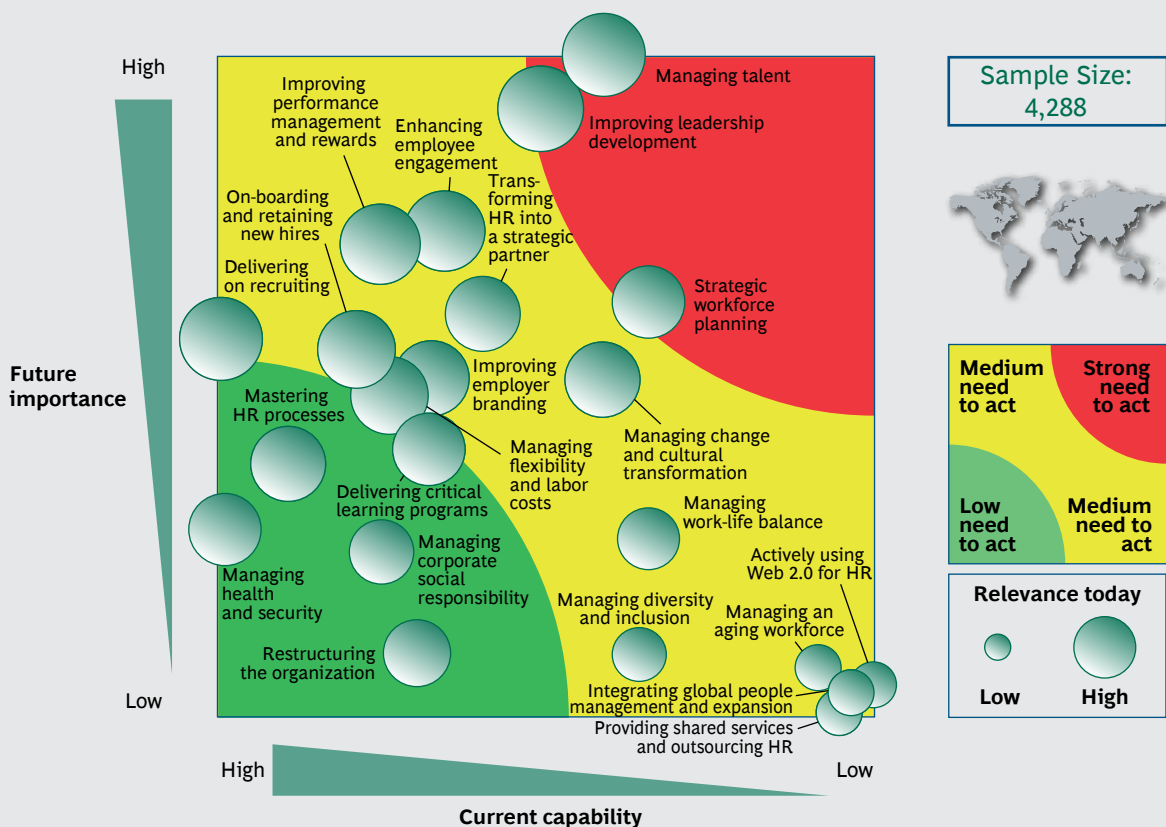 High
Future
importance
Low
Improving
performance
management
and rewards
Enhancing
employee
engagement
Trans-
forming
HR into
a strategic
partner
On-boarding
and retaining
new hires
Delivering
on recruiting
Managing talent
Improving leadership
development
Strategic
workforce
planning
Mastering
HR processes
Improving
employer
branding
Managing
flexibility
and labor
costs
Managing change
and cultural
transformation
Delivering critical
learning programs
Managing
work-life balance
Managing
health
and security
Managing
corporate
social
responsibility
Actively using
Web 2.0 for HR
Managing diversity
and inclusion
Managing an
aging workforce
Restructuring
the organization
Integrating global people
management and expansion
Providing shared services
and outsourcing HR
High
Low
Current capability
Sample Size:
4,288
Medium
need
to act
Strong
need
to act
Low
need
to act
Medium
need to
act
Relevance today
Low
High